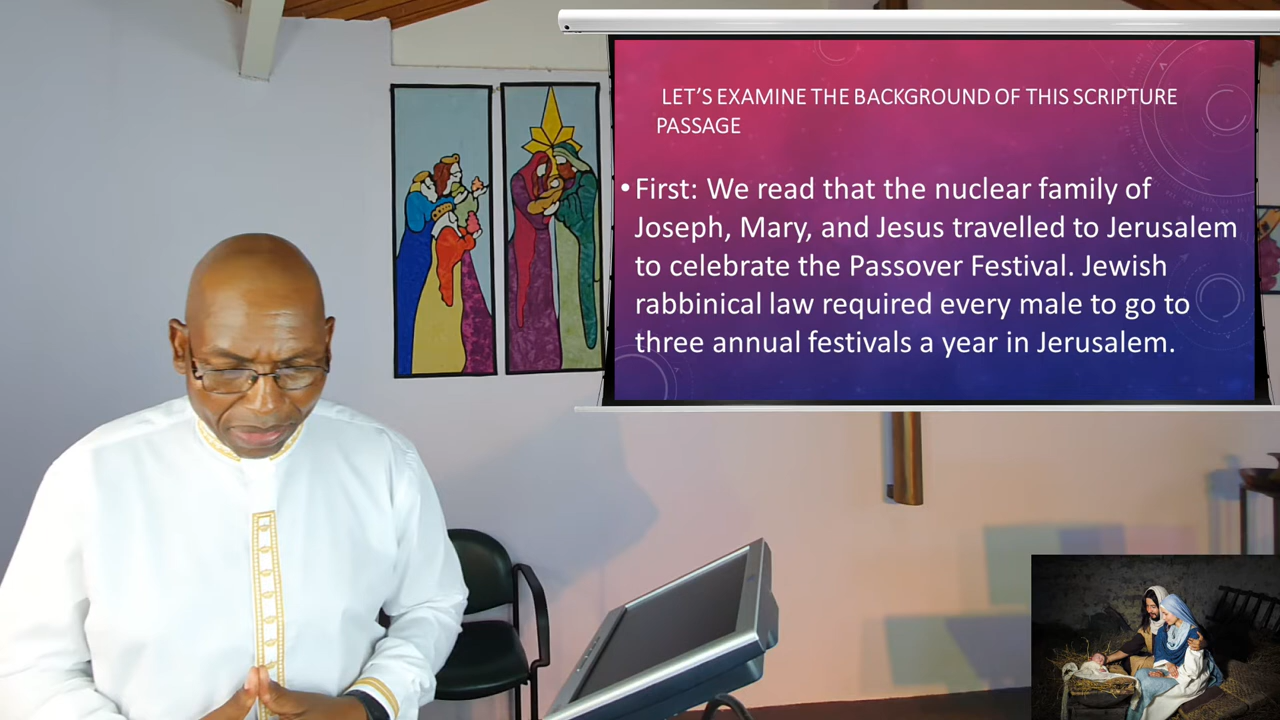 LET'S EXAMINE THE BACKGROUND OF THIS SCRIPTURE
PASSAGE
• First: We read that the nuclear family of
Joseph, Mary, and Jesus travelled to Jerusalem
to celebrate the Passover Festival. Jewish
rabbinical law required every male to go to
three annual festivals a year in Jerusalem.